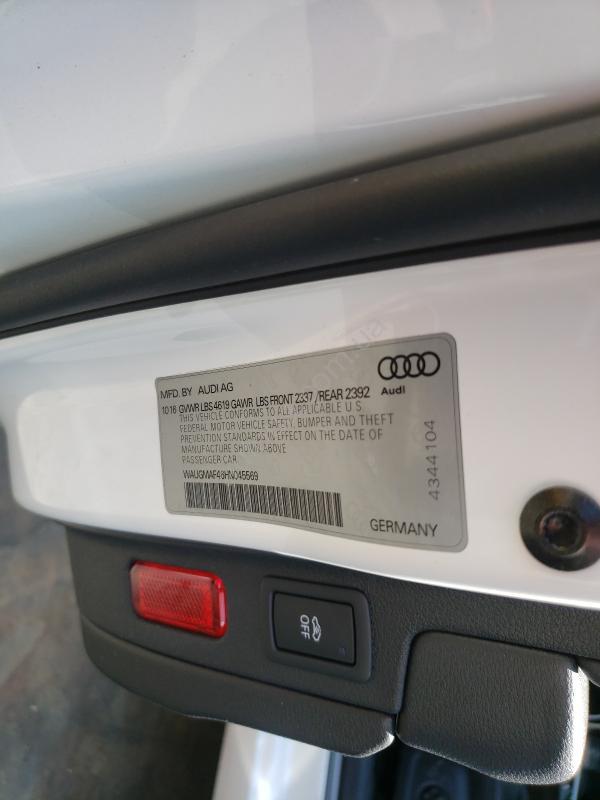 MFD. BY AUDI AG
10 16 GVWR LBS 4619 GAWR LBS FRONT 2337 /REAR 2392
THIS VEHICLE CONFORMS TO ALL APPLICABLE U S
FEDERAL MOTOR VEHICLE SAFETY, BUMPER AND THEFT
PREVENTION STANDARDS IN EFFECT ON THE DATE OF
MANUFACTURE SHOWN ABOVE
PASSENGER CAR
WAUGMAF48HN045569
GERMANY
Audi
4344104
OFF